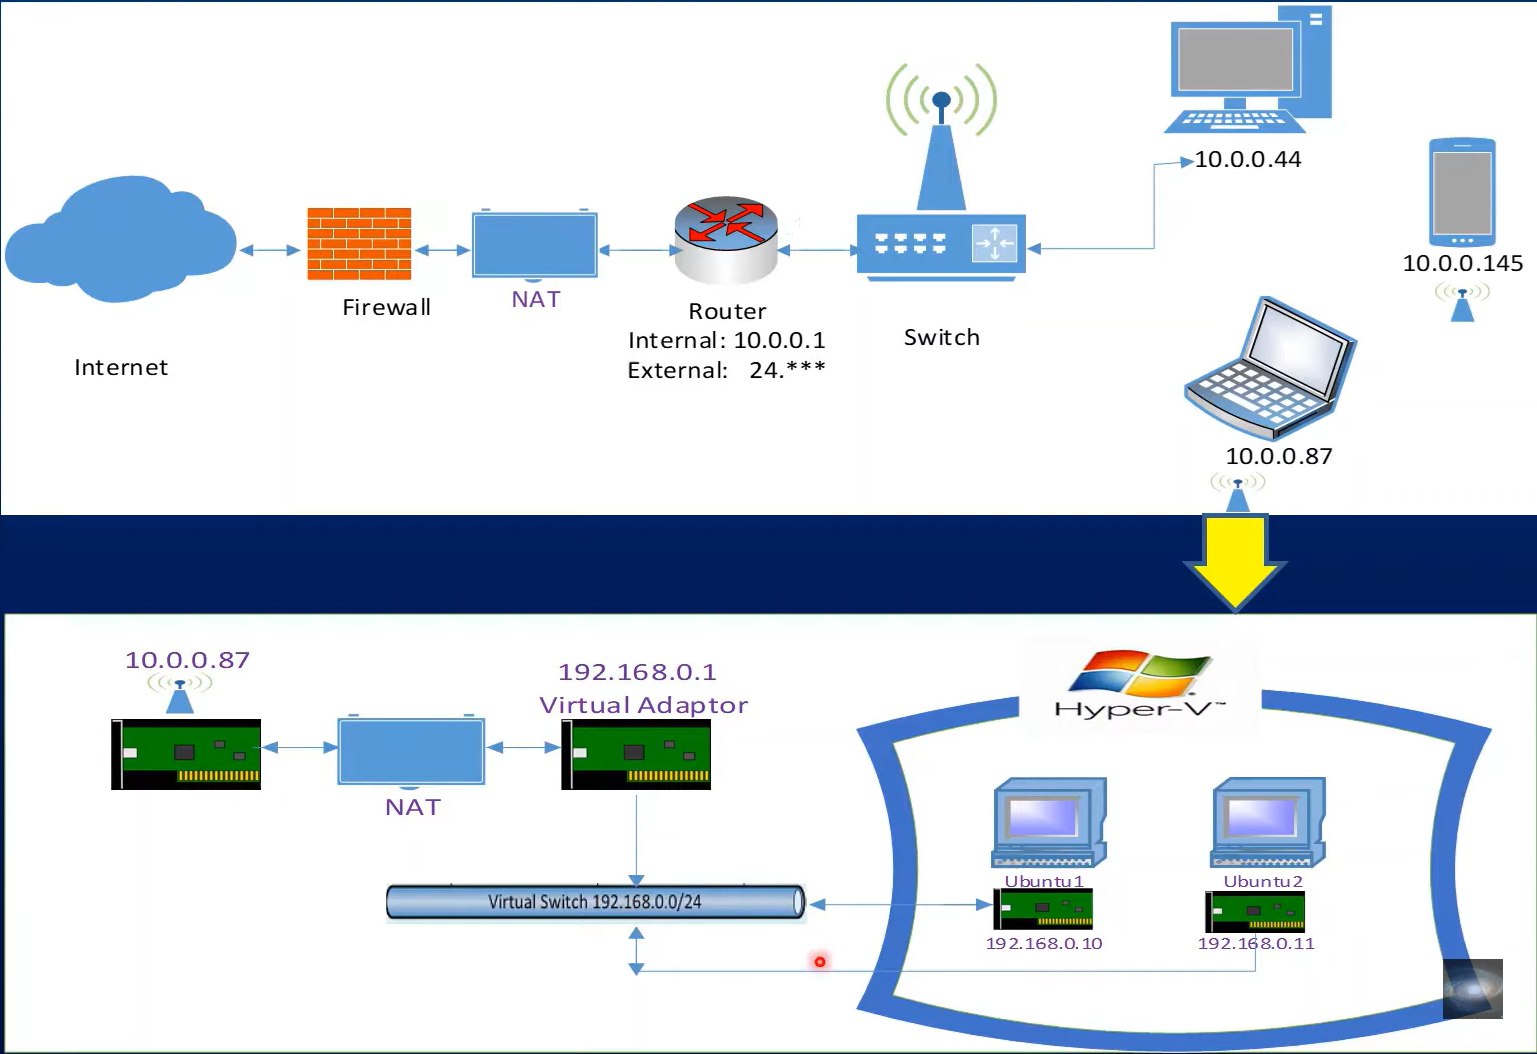 10.0.0.44
10.0.0.145
NAT
Firewall
Router
Internal: 10.0.0.1
External: 24.***
Switch
Internet
10.0.0.87
10.0.0.87
192.168.0.1
Virtual Adaptor
Hyper-V™
NAT
Virtual Switch 192.168.0.0/24
Ubuntu1
192.168.0.10
Ubuntu2
192.168.0.11